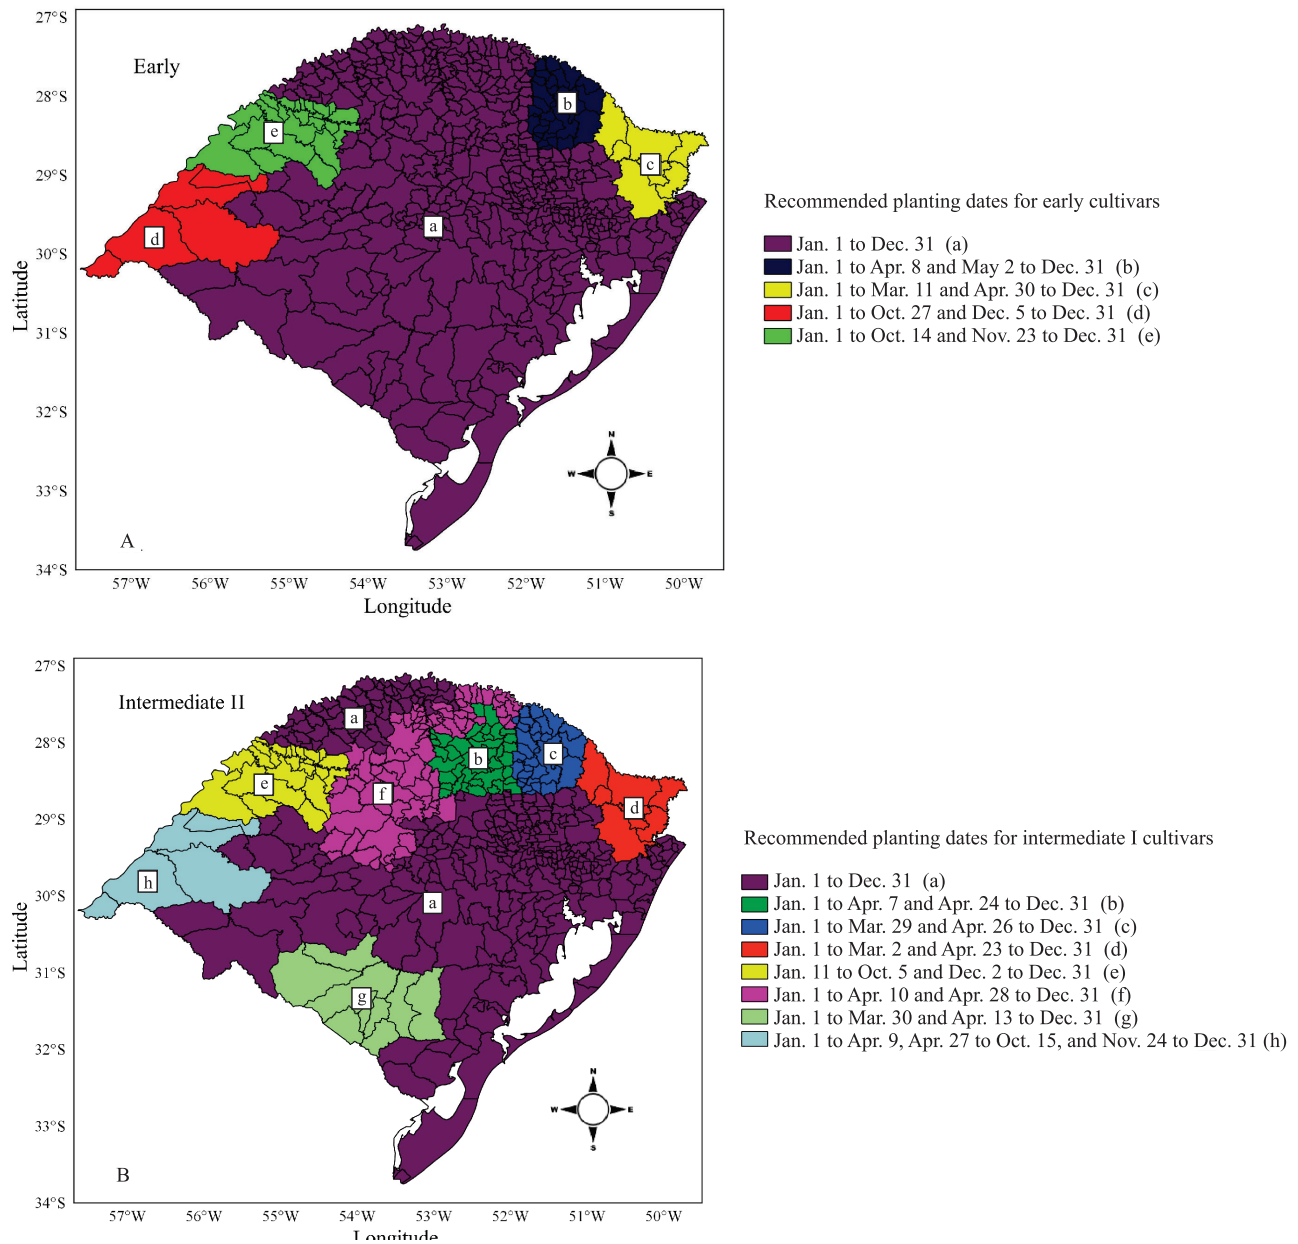 27°S
28°S
29°S
30°S
31°S
32°S
33°S
34°S
Latitude
Early
a
b
c
d
e
N
W
E
S
A
57°W 56°W 55°W 54°W 53°W 52°W 51°W 50°W
Longitude
Recommended planting dates for early cultivars
Jan. 1 to Dec. 31 (a)
Jan. 1 to Apr. 8 and May 2 to Dec. 31 (b)
Jan. 1 to Mar. 11 and Apr. 30 to Dec. 31 (c)
Jan. 1 to Oct. 27 and Dec. 5 to Dec. 31 (d)
Jan. 1 to Oct. 14 and Nov. 23 to Dec. 31 (e)
27°S
28°S
29°S
30°S
31°S
32°S
33°S
34°S
Latitude
Intermediate II
a
b
c
d
e
f
h
a
g
N
W
E
S
B
57°W 56°W 55°W 54°W 53°W 52°W 51°W 50°W
Longitude
Recommended planting dates for intermediate I cultivars
Jan. 1 to Dec. 31 (a)
Jan. 1 to Apr. 7 and Apr. 24 to Dec. 31 (b)
Jan. 1 to Mar. 29 and Apr. 26 to Dec. 31 (c)
Jan. 1 to Mar. 2 and Apr. 23 to Dec. 31 (d)
Jan. 11 to Oct. 5 and Dec. 2 to Dec. 31 (e)
Jan. 1 to Apr. 10 and Apr. 28 to Dec. 31 (f)
Jan. 1 to Mar. 30 and Apr. 13 to Dec. 31 (g)
Jan. 1 to Apr. 9, Apr. 27 to Oct. 15, and Nov. 24 to Dec. 31 (h)